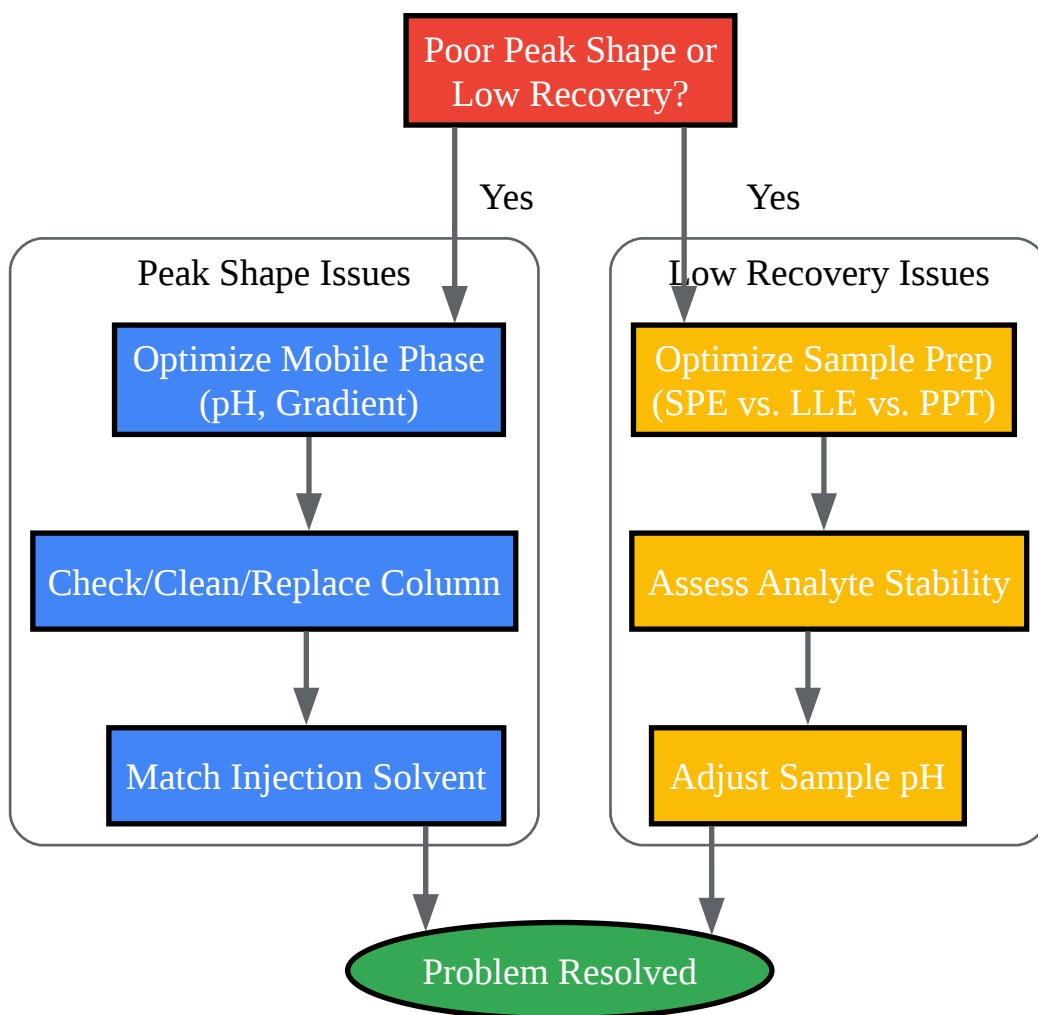 Poor Peak Shape or
Low Recovery?
Yes
Yes
Peak Shape Issues
Low Recovery Issues
Optimize Mobile Phase
(pH, Gradient)
Optimize Sample Prep
(SPE vs. LLE vs. PPT)
Check/Clean/Replace Column
Assess Analyte Stability
Match Injection Solvent
Adjust Sample pH
Problem Resolved